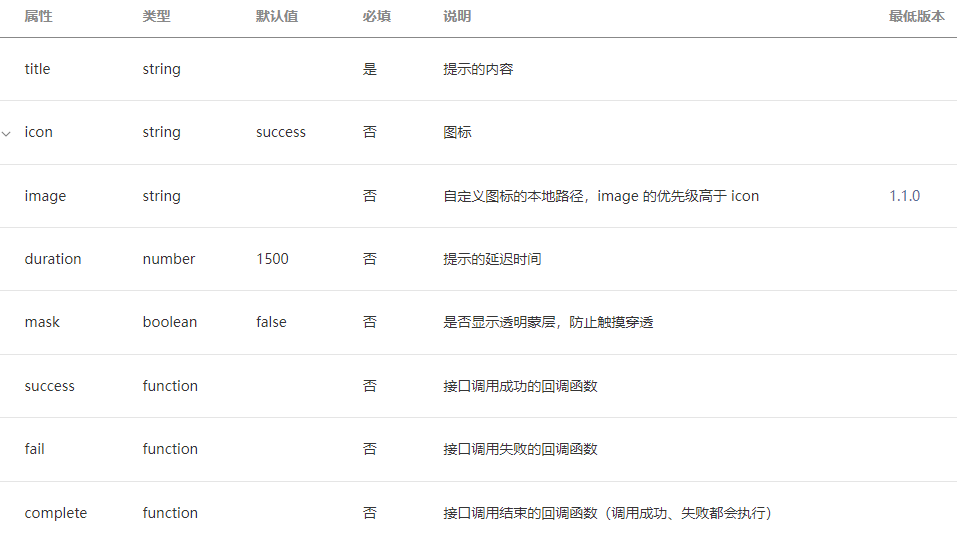 属性 类型 默认值 必填 说明 最低版本
title string 是 提示的内容
icon string success 否 图标
image string 否 自定义图标的本地路径，image 的优先级高于 icon 1.1.0
duration number 1500 否 提示的延迟时间
mask boolean false 否 是否显示透明蒙层，防止触摸穿透
success function 否 接口调用成功的回调函数
fail function 否 接口调用失败的回调函数
complete function 否 接口调用结束的回调函数（调用成功、失败都会执行）